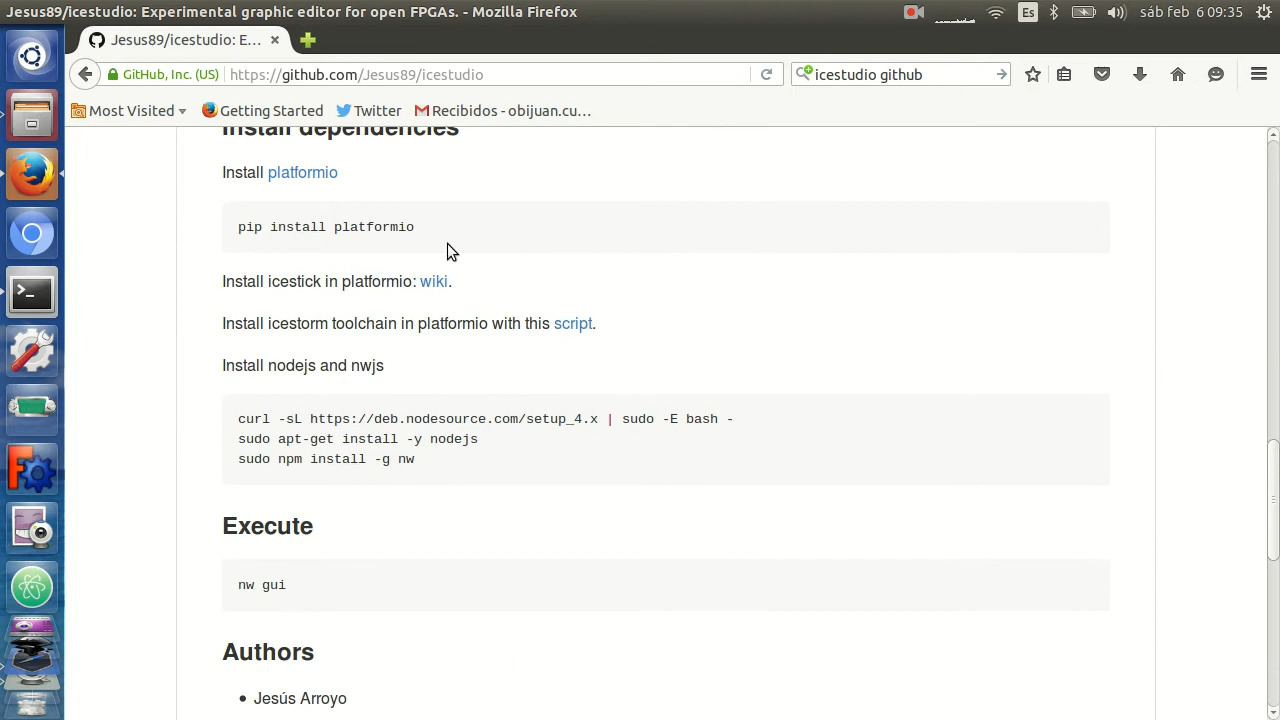 Jesus89/icestudio: Experimental graphic editor for open FPGAs. - Mozilla Firefox
Es
sáb feb 6 09:35
Jesus89/icestudio: E...
GitHub, Inc. (US)
https://github.com/Jesus89/icestudio
icestudio github
Most Visited
Getting Started
Twitter
Recibidos - obijuan.cu...
Install dependencies
Install platformio
pip install platformio
Install icestick in platformio: wiki.
Install icestorm toolchain in platformio with this script.
Install nodejs and nwjs
curl -sL https://deb.nodesource.com/setup_4.x | sudo -E bash -
sudo apt-get install -y nodejs
sudo npm install -g nw
Execute
nw gui
Authors
Jesús Arroyo